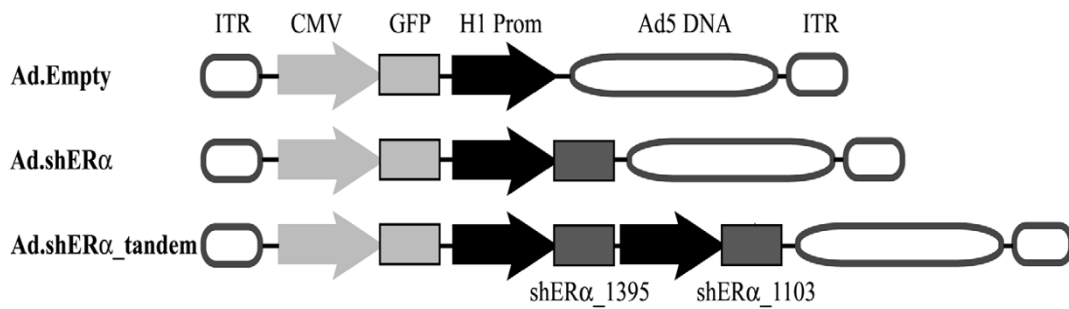 ITR CMV GFP H1 Prom Ad5 DNA ITR
Ad.Empty
Ad.shERα
Ad.shERα_tandem
shERα_1395 shERα_1103